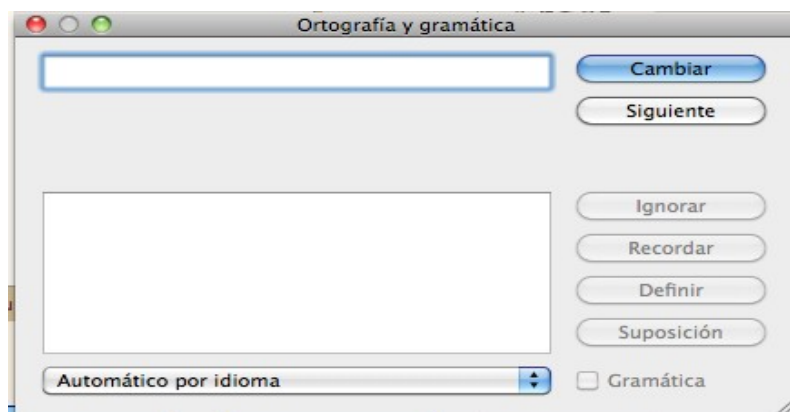 Ortografía y gramática
Cambiar
Siguiente
Ignorar
Recordar
Definir
Suposición
Automático por idioma
Gramática